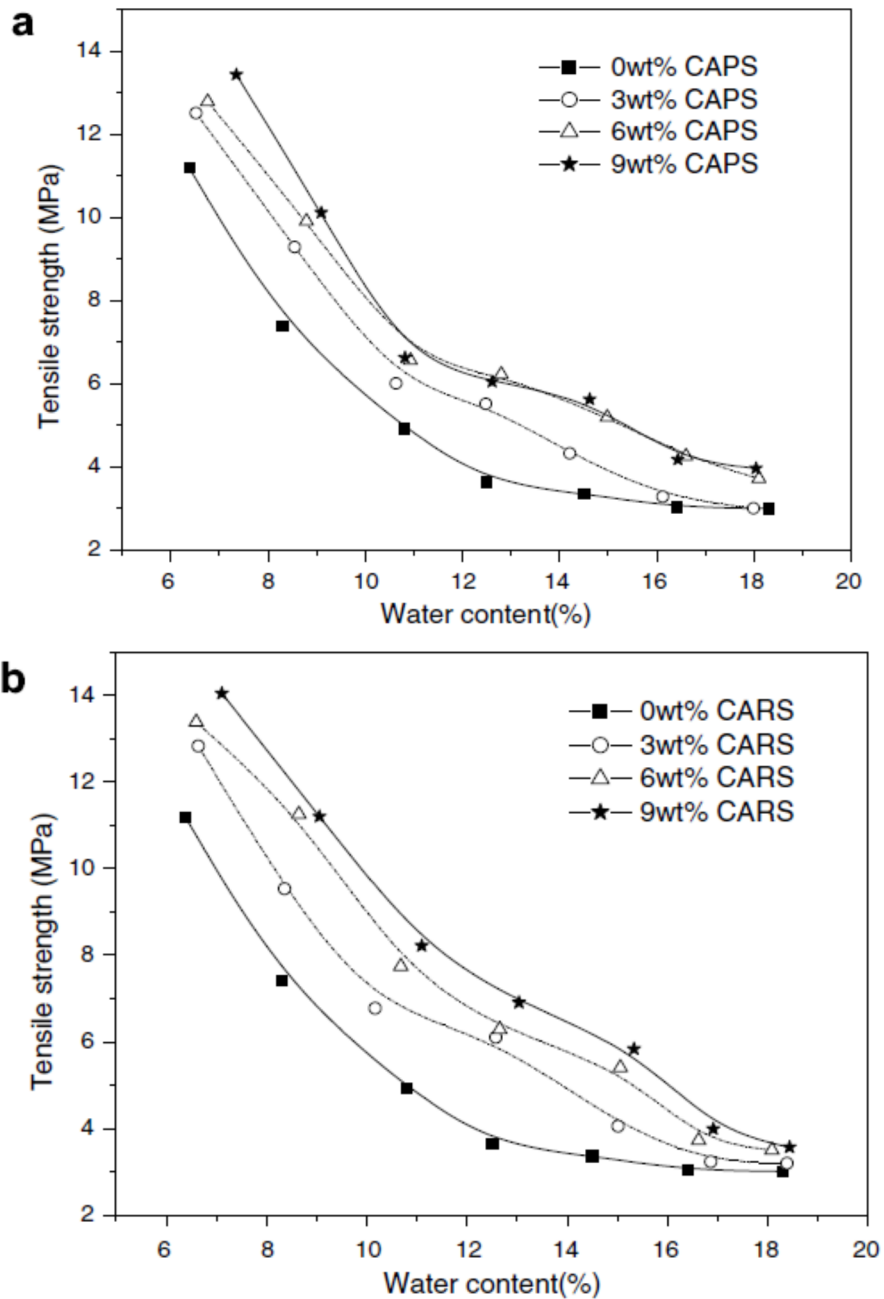 a
Tensile strength (MPa)
14
12
10
8
6
4
2
0wt% CAPS
3wt% CAPS
6wt% CAPS
9wt% CAPS
6 8 10 12 14 16 18 20
Water content(%)
b
Tensile strength (MPa)
14
12
10
8
6
4
2
0wt% CARS
3wt% CARS
6wt% CARS
9wt% CARS
6 8 10 12 14 16 18 20
Water content(%)